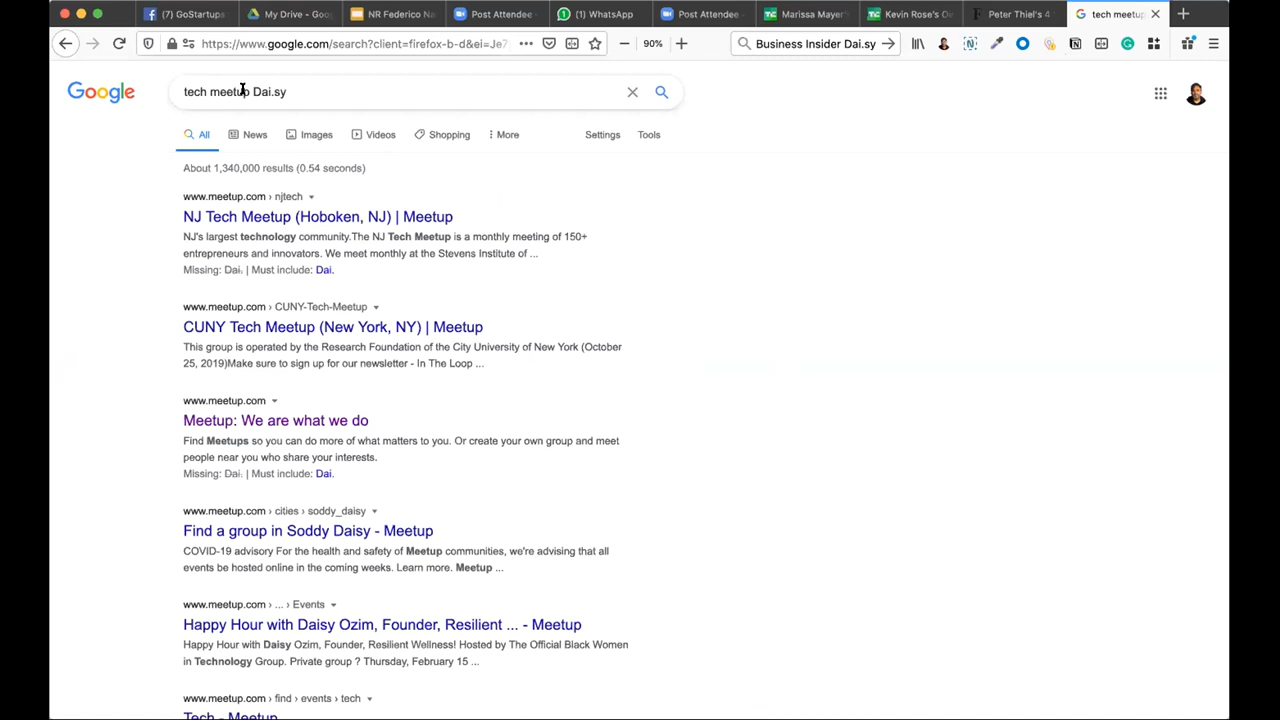 (7) GoStartups
My Drive - Goo
NR Federico Na
Post Attendee
(1) WhatsApp
Post Attendee
Marissa Mayer'
Kevin Rose's Ow
Peter Thiel's 4
tech meetup
https://www.google.com/search?client=firefox-b-d&ei=Je7
90%
Business Insider Dai.sy
Google
tech meetup Dai.sy
All
News
Images
Videos
Shopping
More
Settings
Tools
About 1,340,000 results (0.54 seconds)
www.meetup.com › njtech
NJ Tech Meetup (Hoboken, NJ) | Meetup
NJ's largest technology community.The NJ Tech Meetup is a monthly meeting of 150+
entrepreneurs and innovators. We meet monthly at the Stevens Institute of ...
Missing: Dai. | Must include: Dai.
www.meetup.com › CUNY-Tech-Meetup
CUNY Tech Meetup (New York, NY) | Meetup
This group is operated by the Research Foundation of the City University of New York (October
25, 2019)Make sure to sign up for our newsletter - In The Loop ...
www.meetup.com
Meetup: We are what we do
Find Meetups so you can do more of what matters to you. Or create your own group and meet
people near you who share your interests.
Missing: Dai. | Must include: Dai.
www.meetup.com › cities › soddy_daisy
Find a group in Soddy Daisy - Meetup
COVID-19 advisory For the health and safety of Meetup communities, we're advising that all
events be hosted online in the coming weeks. Learn more. Meetup ...
www.meetup.com › ... › Events
Happy Hour with Daisy Ozim, Founder, Resilient ... - Meetup
Happy Hour with Daisy Ozim, Founder, Resilient Wellness! Hosted by The Official Black Women
in Technology Group. Private group ? Thursday, February 15 ...
www.meetup.com › find › events › tech
Tech - Meetup